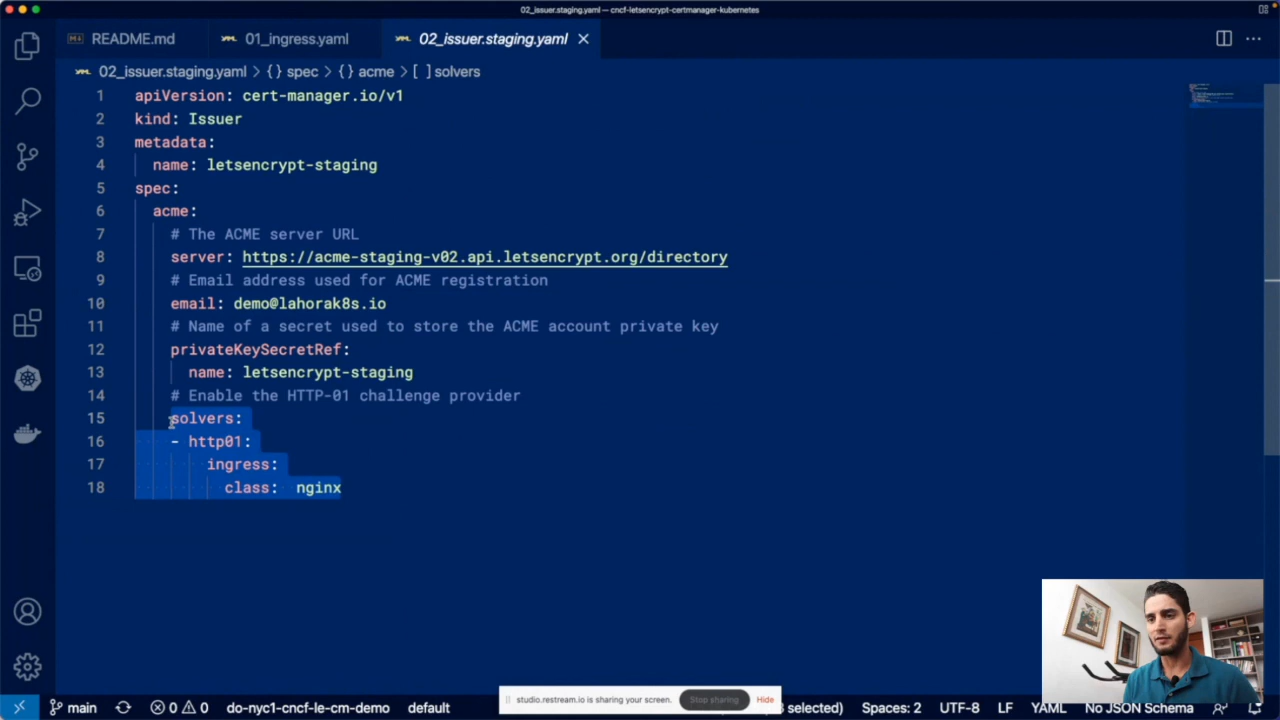 02_issuer.staging.yaml — cncf-letsencrypt-certmanager-kubernetes
README.md
01_ingress.yaml
02_issuer.staging.yaml
02_issuer.staging.yaml > {} spec > {} acme > [ ] solvers
1 apiVersion: cert-manager.io/v1
2 kind: Issuer
3 metadata:
4 name: letsencrypt-staging
5 spec:
6 acme:
7 # The ACME server URL
8 server: https://acme-staging-v02.api.letsencrypt.org/directory
9 # Email address used for ACME registration
10 email: demo@lahorak8s.io
11 # Name of a secret used to store the ACME account private key
12 privateKeySecretRef:
13 name: letsencrypt-staging
14 # Enable the HTTP-01 challenge provider
15 solvers:
16 - http01:
17 ingress:
18 class: nginx
studio.restream.io is sharing your screen. Stop sharing Hide
main 0 0 do-nyc1-cncf-le-cm-demo default selected) Spaces: 2 UTF-8 LF YAML No JSON Schema